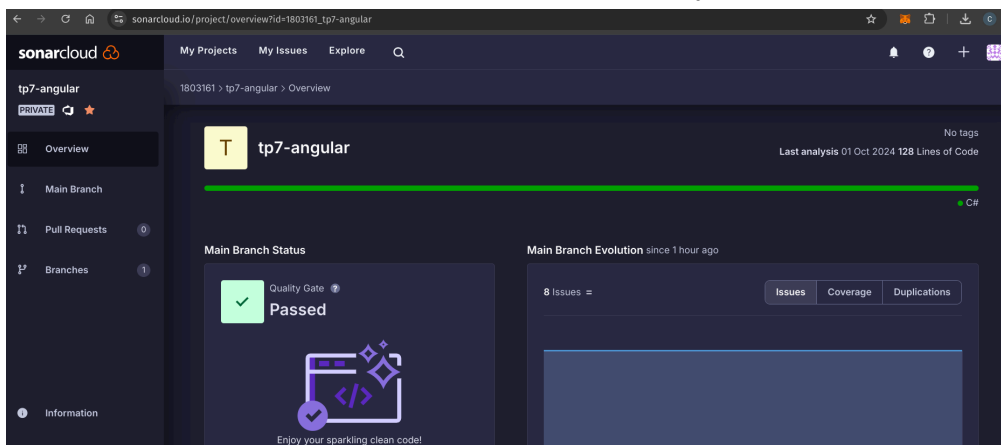 sonarcloud.io/project/overview?id=1803161_tp7-angular
sonarcloud
My Projects My Issues Explore
tp7-angular
PRIVATE
1803161 > tp7-angular > Overview
Overview
Main Branch
Pull Requests 0
Branches 1
Information
T
tp7-angular
No tags
Last analysis 01 Oct 2024 128 Lines of Code
C#
Main Branch Status
Quality Gate ?
Passed
</>
Enjoy your sparkling clean code!
Main Branch Evolution since 1 hour ago
8 Issues =
Issues Coverage Duplications